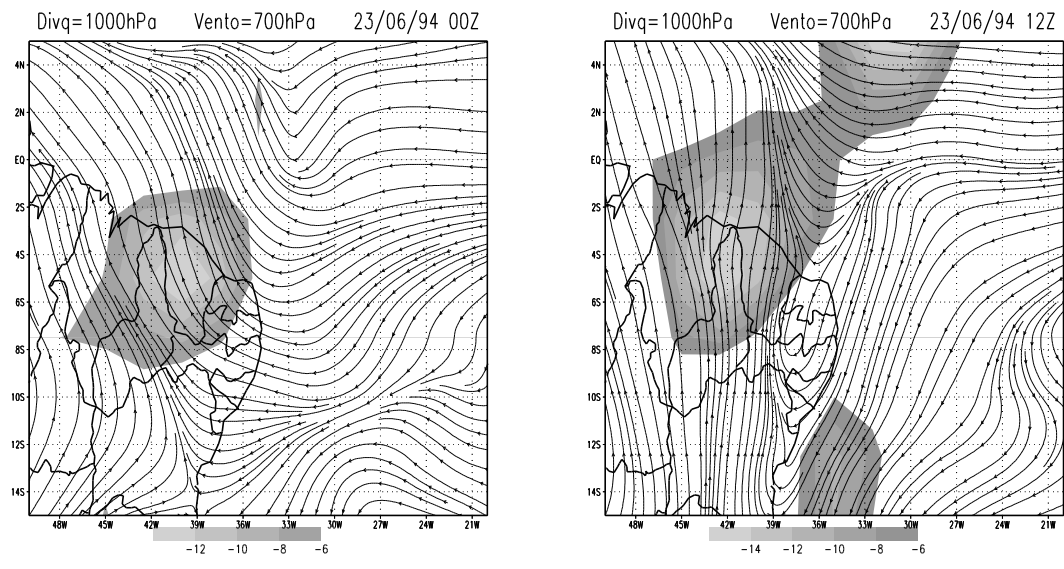 Divq=1000hPa Vento=700hPa 23/06/94 00Z
4N
2N
EQ
2S
4S
6S
8S
10S
12S
14S
48W 45W 42W 39W 36W 33W 30W 27W 24W 21W
-12 -10 -8 -6
Divq=1000hPa Vento=700hPa 23/06/94 12Z
4N
2N
EQ
2S
4S
6S
8S
10S
12S
14S
48W 45W 42W 39W 36W 33W 30W 27W 24W 21W
-14 -12 -10 -8 -6